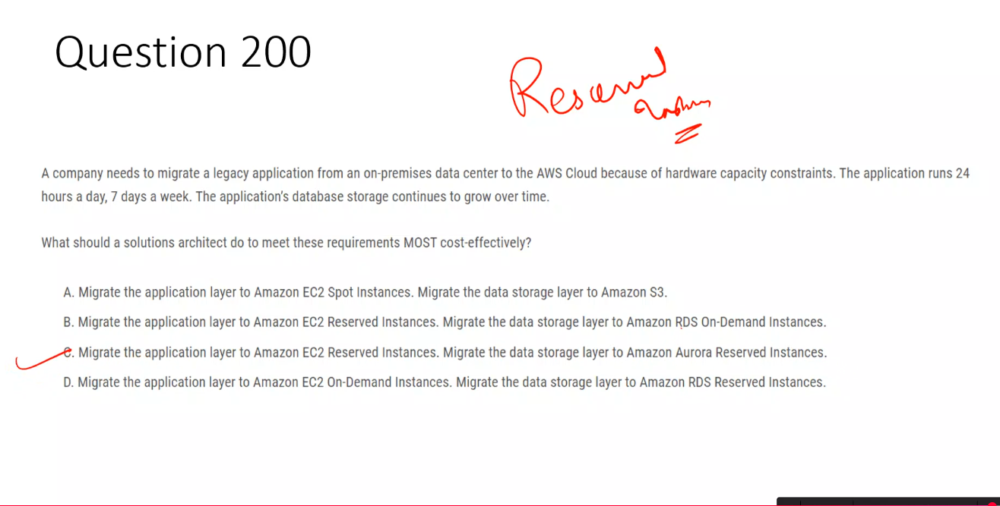 Question 200
Reserved
A company needs to migrate a legacy application from an on-premises data center to the AWS Cloud because of hardware capacity constraints. The application runs 24
hours a day, 7 days a week. The application's database storage continues to grow over time.
What should a solutions architect do to meet these requirements MOST cost-effectively?
A. Migrate the application layer to Amazon EC2 Spot Instances. Migrate the data storage layer to Amazon S3.
B. Migrate the application layer to Amazon EC2 Reserved Instances. Migrate the data storage layer to Amazon RDS On-Demand Instances.
C. Migrate the application layer to Amazon EC2 Reserved Instances. Migrate the data storage layer to Amazon Aurora Reserved Instances.
D. Migrate the application layer to Amazon EC2 On-Demand Instances. Migrate the data storage layer to Amazon RDS Reserved Instances.